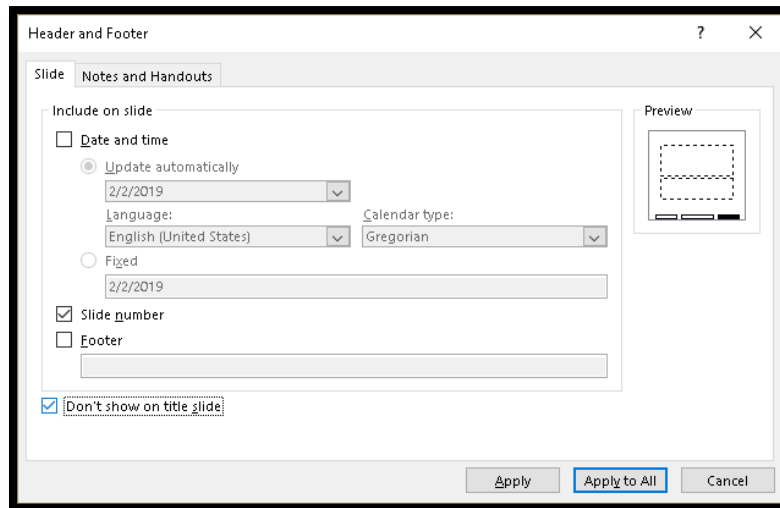 Header and Footer
Slide Notes and Handouts
Include on slide
Preview
Date and time
Update automatically
2/2/2019
Language: Calendar type:
English (United States) Gregorian
Fixed
2/2/2019
Slide number
Footer
Don't show on title slide
Apply Apply to All Cancel